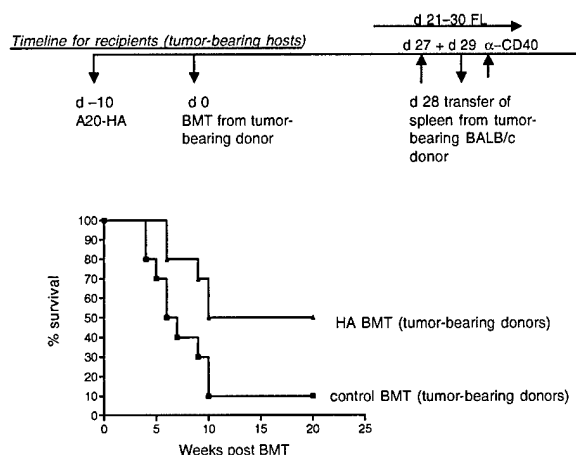 d 21–30 FL
Timeline for recipients (tumor-bearing hosts)
d 27 + d 29 α–CD40
d –10
A20-HA
d 0
BMT from tumor-
bearing donor
d 28 transfer of
spleen from tumor-
bearing BALB/c
donor
% survival
100
90
80
70
60
50
40
30
20
10
0
0
5
10
15
20
25
Weeks post BMT
HA BMT (tumor-bearing donors)
control BMT (tumor-bearing donors)